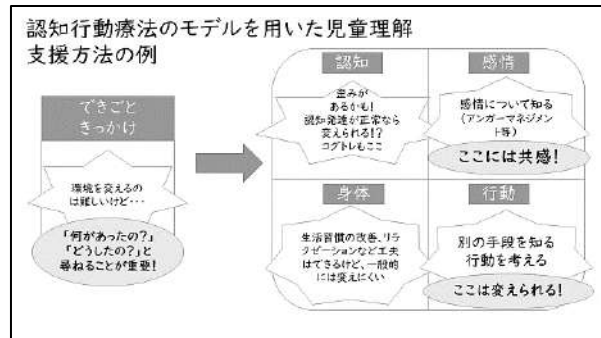 認知行動療法のモデルを用いた児童理解
支援方法の例
できごと
きっかけ
環境を変えるの
は難しいけど・・・
「何があったの?」
「どうしたの?」と
尋ねることが重要!
認知
歪みが
あるかも!
認知発達が正常なら
変えられる!?
コグトレもここ
感情
感情について知る
(アンガーマネジメン
ト等)
ここには共感!
身体
生活習慣の改善、リラ
クゼーションなど工夫
はできるけど、一般的
には変えにくい
行動
別の手段を知る
行動を考える
ここは変えられる!